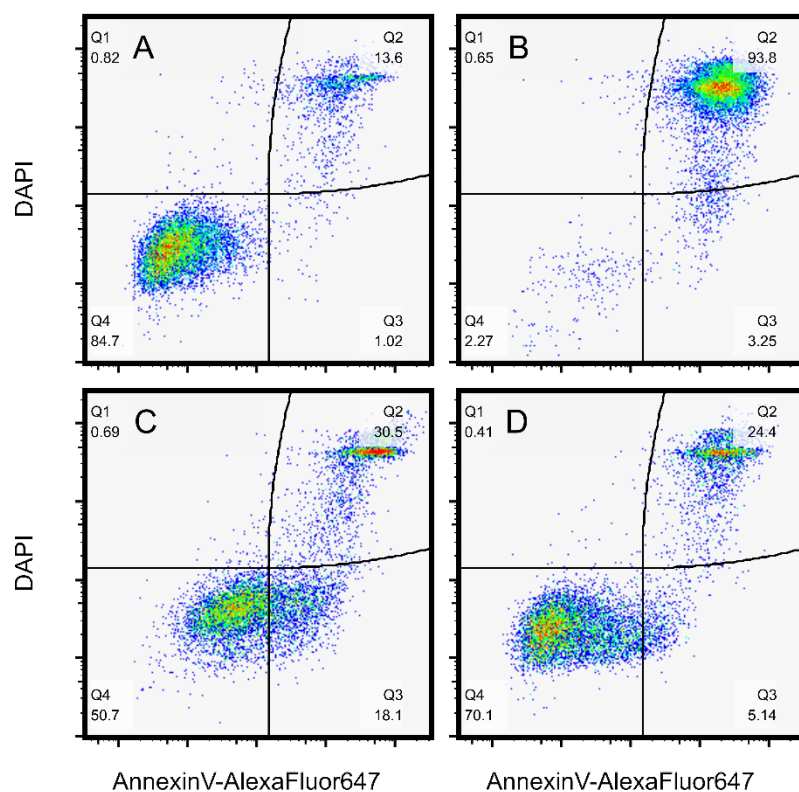 Q1
0.82
A
Q2
13.6
Q4
84.7
Q3
1.02
Q1
0.65
B
Q2
93.8
Q4
2.27
Q3
3.25
DAPI
Q1
0.69
C
Q2
30.5
Q4
50.7
Q3
18.1
Q1
0.41
D
Q2
24.4
Q4
70.1
Q3
5.14
DAPI
AnnexinV-AlexaFluor647
AnnexinV-AlexaFluor647